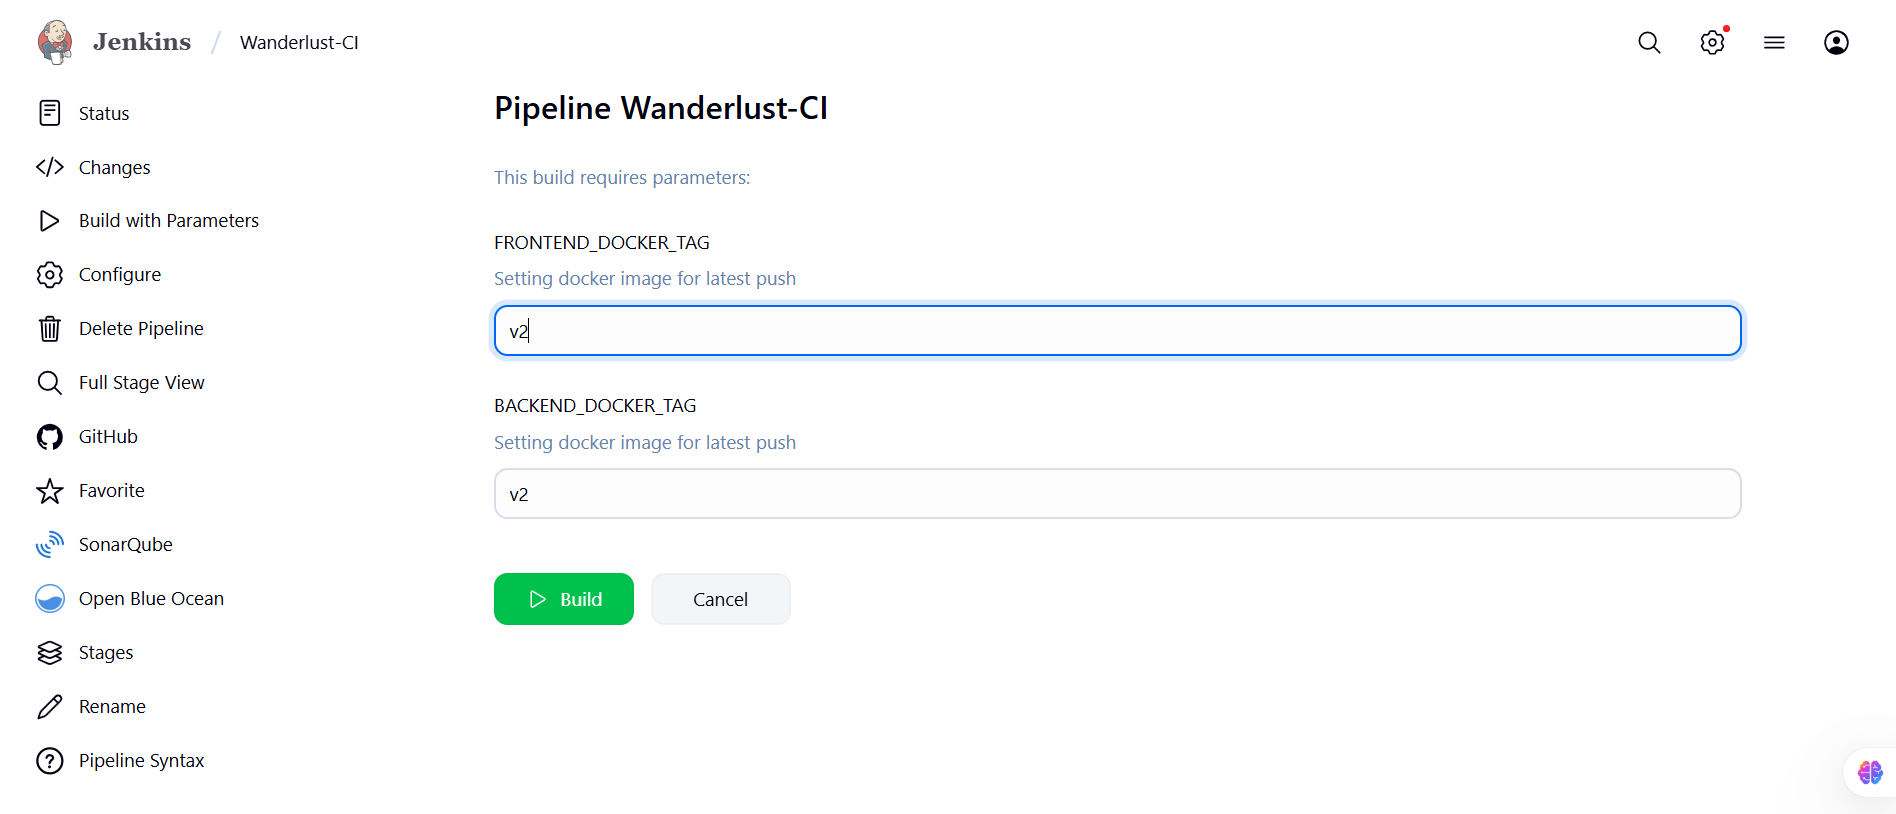 Jenkins / Wanderlust-CI
Status
Changes
Build with Parameters
Configure
Delete Pipeline
Full Stage View
GitHub
Favorite
SonarQube
Open Blue Ocean
Stages
Rename
Pipeline Syntax
Pipeline Wanderlust-CI
This build requires parameters:
FRONTEND_DOCKER_TAG
Setting docker image for latest push
v2
BACKEND_DOCKER_TAG
Setting docker image for latest push
v2
Build
Cancel